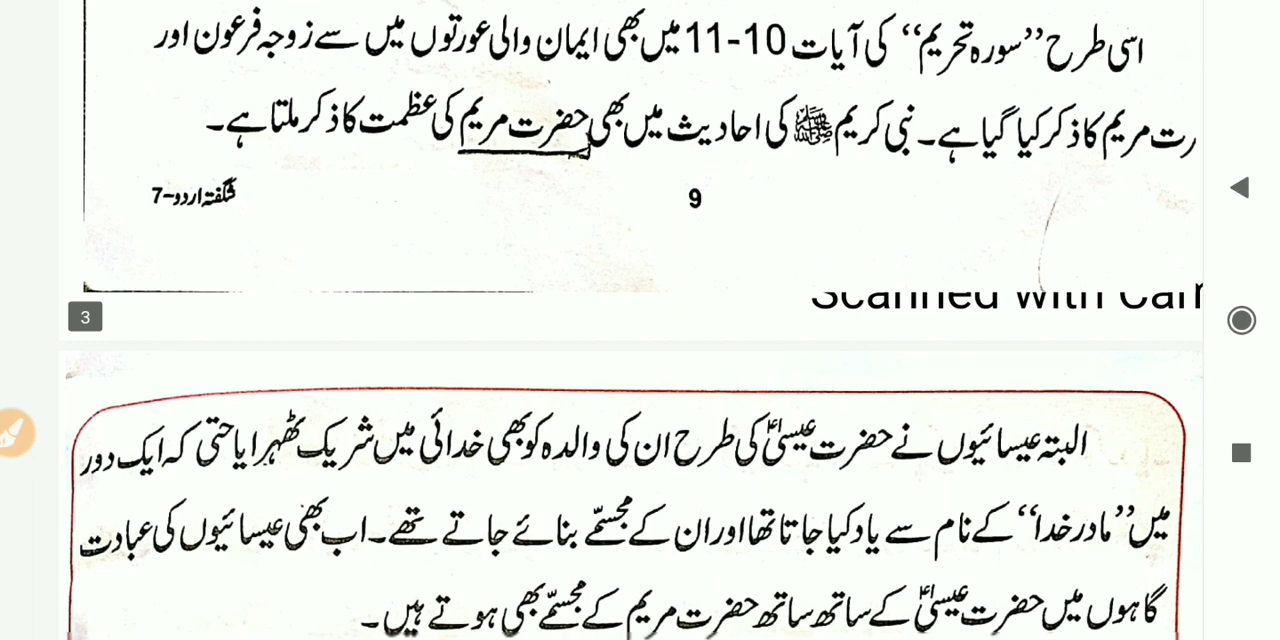 اسی طرح ’’سورہ تحریم‘‘ کی آیات 10-11 میں بھی ایمان والی عورتوں میں سے زوجہ فرعون اور
رت مریم کا ذکر کیا گیا ہے۔ نبی کریم ﷺ کی احادیث میں بھی حضرت مریم کی عظمت کا ذکر ملتا ہے۔
9
شگفتہ اردو-7
Scanned with Cam
3
البتہ عیسائیوں نے حضرت عیسیٰؑ کی طرح ان کی والدہ کو بھی خدائی میں شریک ٹھہرایا حتی کہ ایک دور
میں ’’مادر خدا‘‘ کے نام سے یاد کیا جاتا تھا اور ان کے مجسّمے بنائے جاتے تھے۔ اب بھی عیسائیوں کی عبادت
گاہوں میں حضرت عیسیٰؑ کے ساتھ ساتھ حضرت مریم کے مجسّمے بھی ہوتے ہیں۔